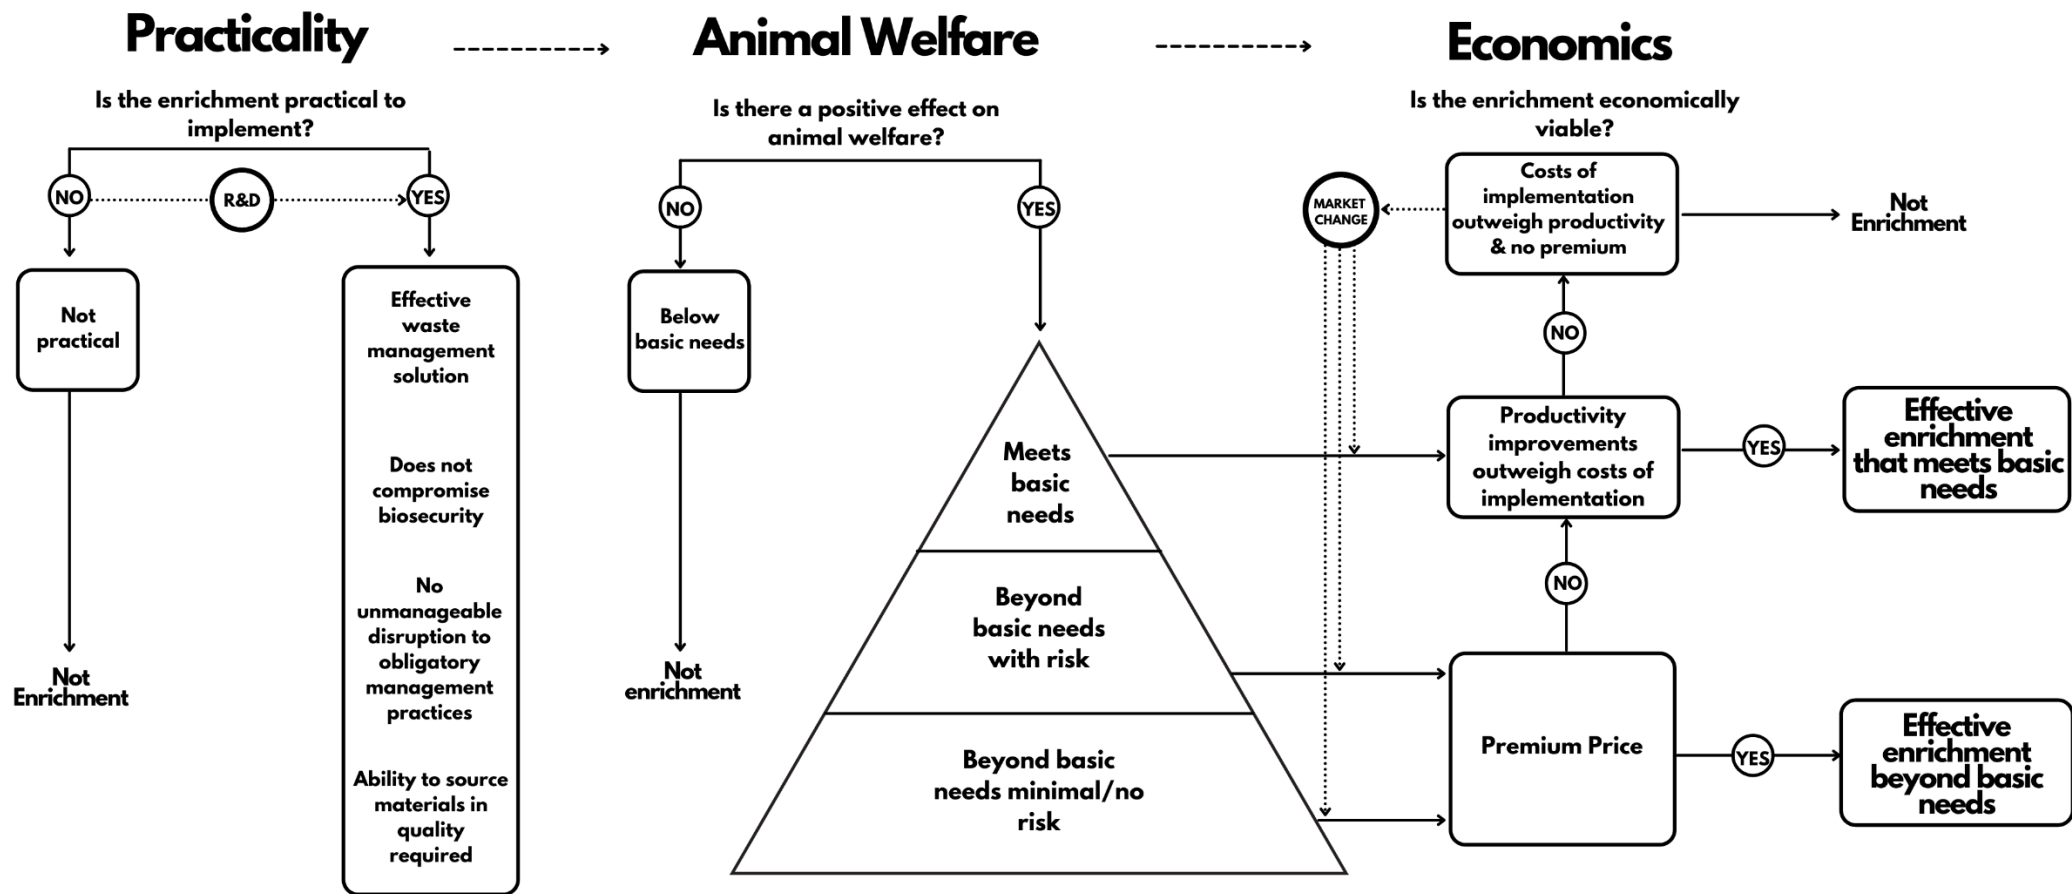 Practicality
Is the enrichment practical to
implement?
NO
R&D
YES
Not
practical
Not
Enrichment
Effective
waste
management
solution
Does not
compromise
biosecurity
No
unmanageable
disruption to
obligatory
management
practices
Ability to source
materials in
quality
required
Animal Welfare
Is there a positive effect on
animal welfare?
NO
YES
Below
basic needs
Not
enrichment
Meets
basic
needs
Beyond
basic needs
with risk
Beyond basic
needs minimal/no
risk
Economics
Is the enrichment economically
viable?
MARKET
CHANGE
Costs of
implementation
outweigh productivity
& no premium
Not
Enrichment
NO
Productivity
improvements
outweigh costs of
implementation
YES
Effective
enrichment
that meets basic
needs
NO
Premium Price
YES
Effective
enrichment
beyond basic
needs